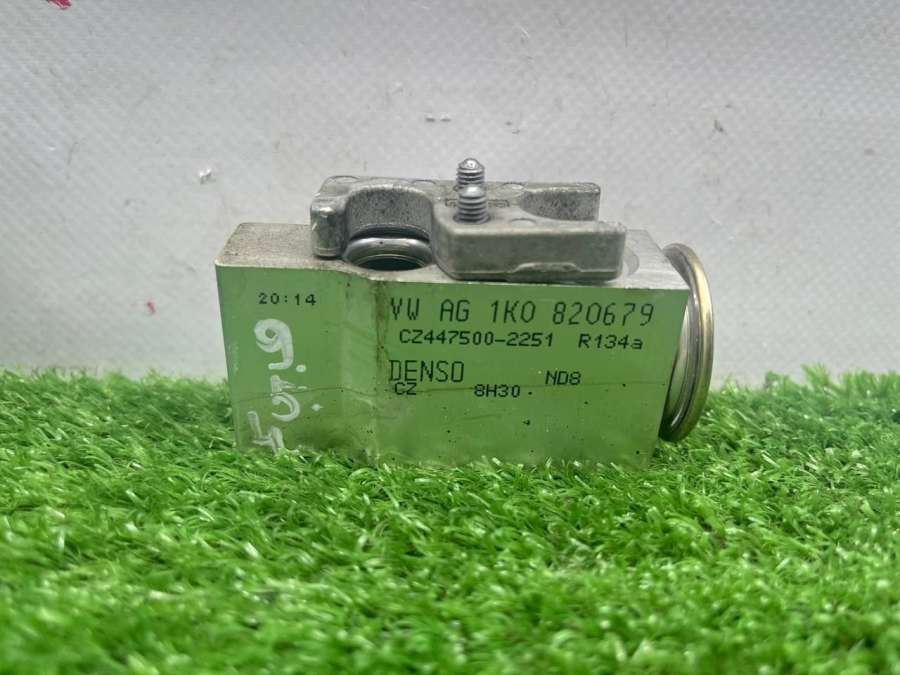 20:14
VW AG 1K0 820679
CZ447500-2251 R134a
DENSO ND8
CZ 8H30